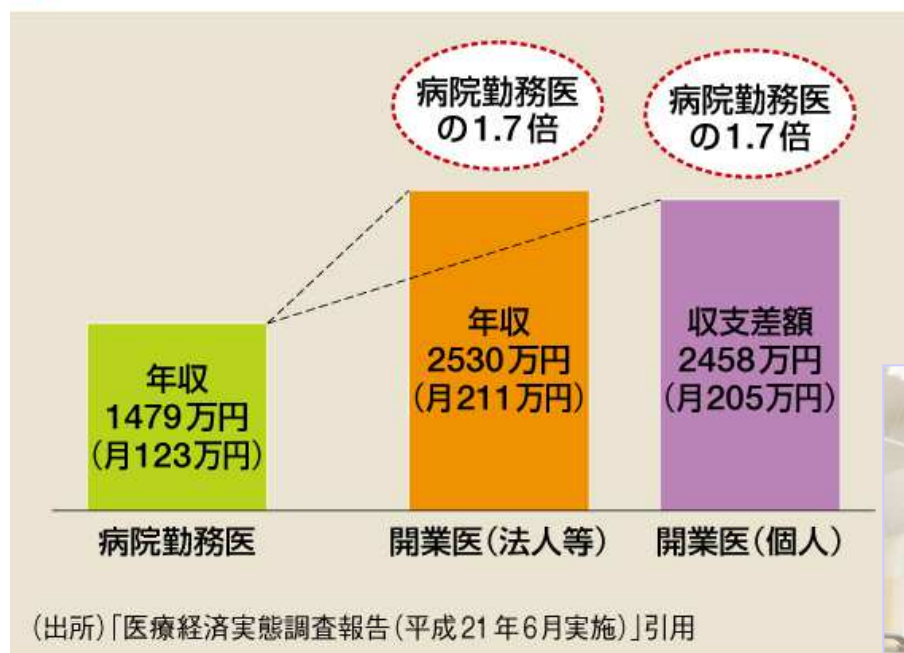 病院勤務医
の1.7倍
病院勤務医
の1.7倍
年収
1479万円
(月123万円)
年収
2530万円
(月211万円)
収支差額
2458万円
(月205万円)
病院勤務医
開業医(法人等)
開業医(個人)
(出所)「医療経済実態調査報告(平成21年6月実施)」引用